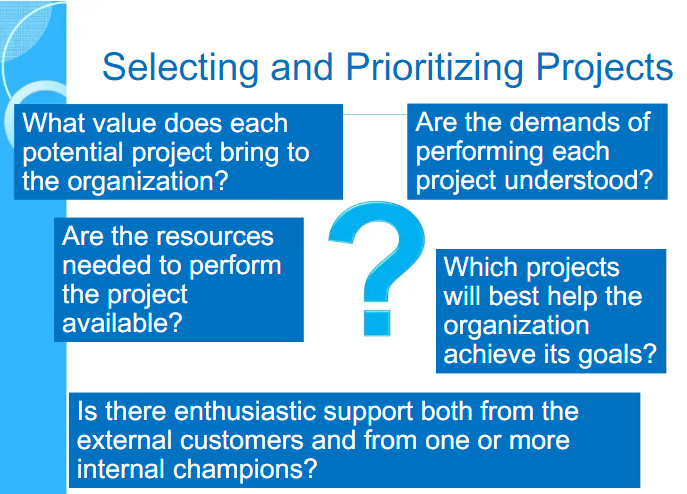 Selecting and Prioritizing Projects
What value does each
potential project bring to
the organization?
Are the demands of
performing each
project understood?
Are the resources
needed to perform
the project
available?
?
Which projects
will best help the
organization
achieve its goals?
Is there enthusiastic support both from the
external customers and from one or more
internal champions?